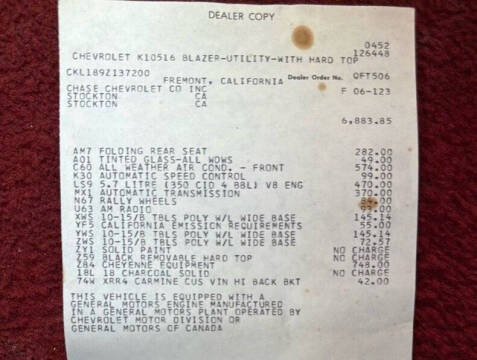 DEALER COPY
0452
CHEVROLET K10516 BLAZER-UTILITY-WITH HARD TOP 126448
CKL189Z137200
FREMONT, CALIFORNIA Dealer Order No. QFT506
CHASE CHEVROLET CO INC F 06-123
STOCKTON CA
STOCKTON CA
6,883.85
AM7 FOLDING REAR SEAT 282.00
A01 TINTED GLASS-ALL WDWS 49.00
C60 ALL WEATHER AIR COND. - FRONT 574.00
K30 AUTOMATIC SPEED CONTROL 99.00
LS9 5.7 LITRE (350 CID 4 BBL) V8 ENG 470.00
MX1 AUTOMATIC TRANSMISSION 370.00
N67 RALLY WHEELS
U63 AM RADIO
XWS 10-15/B TBLS POLY W/L WIDE BASE 145.14
YF5 CALIFORNIA EMISSION REQUIREMENTS 55.00
YWS 10-15/B TBLS POLY W/L WIDE BASE 145.14
ZWS 10-15/B TBLS POLY W/L WIDE BASE 72.57
ZY1 SOLID PAINT NO CHARGE
Z59 BLACK REMOVABLE HARD TOP NO CHARGE
Z84 CHEYENNE EQUIPMENT 748.00
18L 18 CHARCOAL SOLID NO CHARGE
74W XRR4 CARMINE CUS VIN HI BACK BKT 42.00
THIS VEHICLE IS EQUIPPED WITH A
GENERAL MOTORS ENGINE MANUFACTURED
IN A GENERAL MOTORS PLANT OPERATED BY
CHEVROLET MOTOR DIVISION OR
GENERAL MOTORS OF CANADA